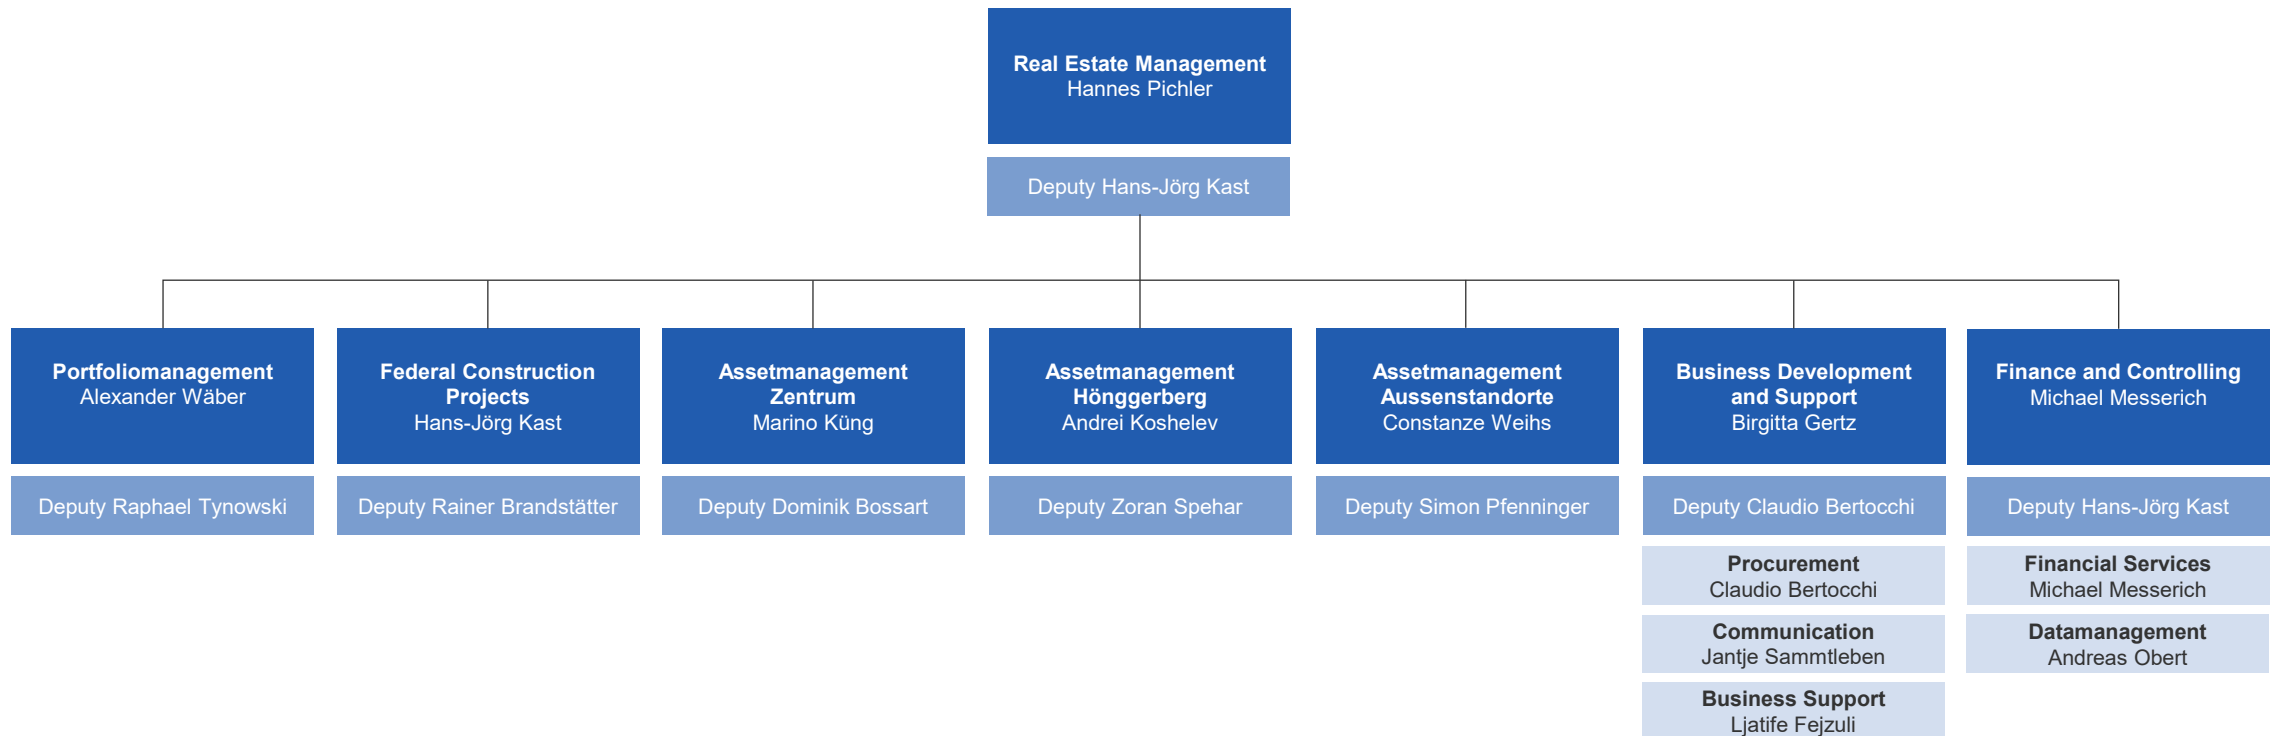 Real Estate Management
Hannes Pichler
Deputy Hans-Jörg Kast
Portfoliomanagement
Alexander Wäber
Deputy Raphael Tynowski
Federal Construction
Projects
Hans-Jörg Kast
Deputy Rainer Brandstätter
Assetmanagement
Zentrum
Marino Küng
Deputy Dominik Bossart
Assetmanagement
Hönggerberg
Andrei Koshelev
Deputy Zoran Spehar
Assetmanagement
Aussenstandorte
Constanze Weihs
Deputy Simon Pfenninger
Business Development
and Support
Birgitta Gertz
Deputy Claudio Bertocchi
Procurement
Claudio Bertocchi
Communication
Jantje Sammtleben
Business Support
Ljatife Fejzuli
Finance and Controlling
Michael Messerich
Deputy Hans-Jörg Kast
Financial Services
Michael Messerich
Datamanagement
Andreas Obert